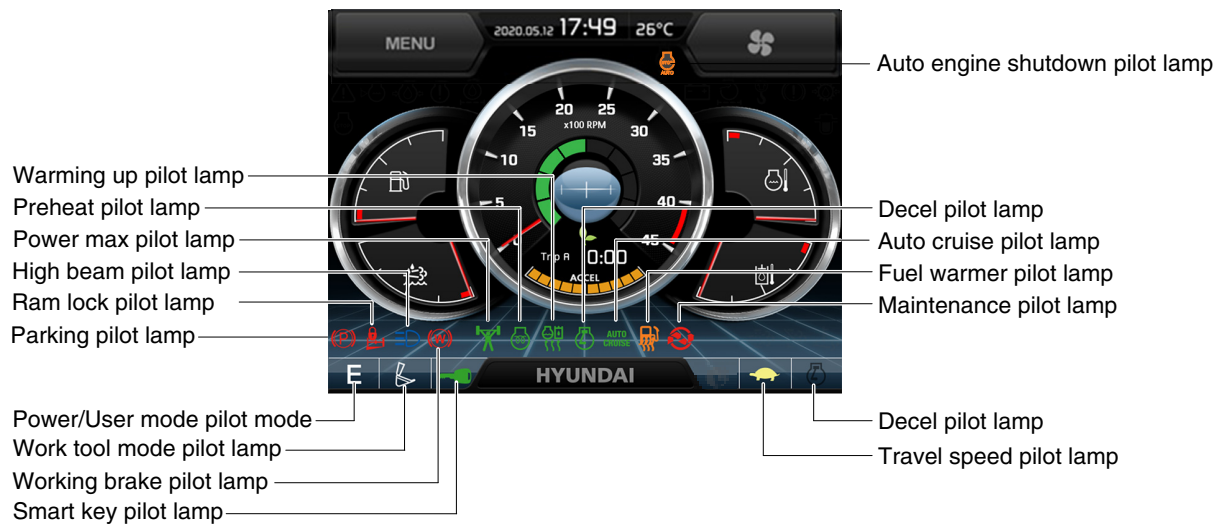 MENU
2020.05.12 17:49 26°C
AUTO
Auto engine shutdown pilot lamp
20 25
x100 RPM
15 30
10 35
5 40
0 45
Trip A 0:00
ACCEL
Warming up pilot lamp
Preheat pilot lamp
Power max pilot lamp
High beam pilot lamp
Ram lock pilot lamp
Parking pilot lamp
Decel pilot lamp
Auto cruise pilot lamp
Fuel warmer pilot lamp
Maintenance pilot lamp
(P) (W) AUTO
CRUISE
E HYUNDAI
Power/User mode pilot mode
Work tool mode pilot lamp
Working brake pilot lamp
Smart key pilot lamp
Decel pilot lamp
Travel speed pilot lamp